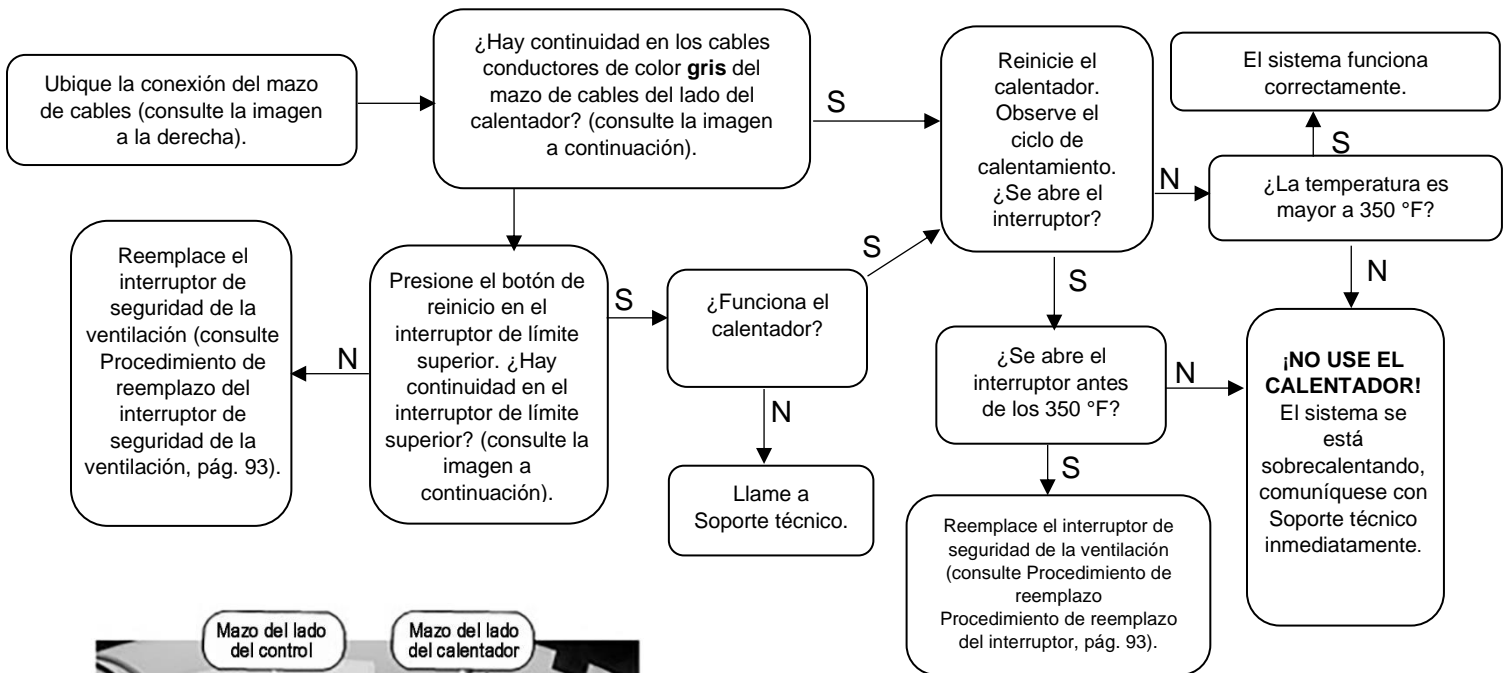 Ubique la conexión del mazo
de cables (consulte la imagen
a la derecha).
¿Hay continuidad en los cables
conductores de color gris del
mazo de cables del lado del
calentador? (consulte la imagen
a continuación).
S
Reinicie el
calentador.
Observe el
ciclo de
calentamiento.
¿Se abre el
interruptor?
N
El sistema funciona
correctamente.
S
¿La temperatura es
mayor a 350 °F?
N
Reemplace el
interruptor de
seguridad de la
ventilación (consulte
Procedimiento de
reemplazo del
interruptor de
seguridad de la
ventilación, pág. 93).
N
Presione el botón de
reinicio en el
interruptor de límite
superior. ¿Hay
continuidad en el
interruptor de límite
superior? (consulte la
imagen a
continuación).
S
¿Funciona el
calentador?
S
N
Llame a
Soporte técnico.
S
¿Se abre el
interruptor antes
de los 350 °F?
N
S
Reemplace el interruptor de
seguridad de la ventilación
(consulte Procedimiento de
reemplazo
Procedimiento de reemplazo
del interruptor, pág. 93).
¡NO USE EL
CALENTADOR!
El sistema se
está
sobrecalentando,
comuníquese con
Soporte técnico
inmediatamente.
Mazo del lado
del control
Mazo del lado
del calentador